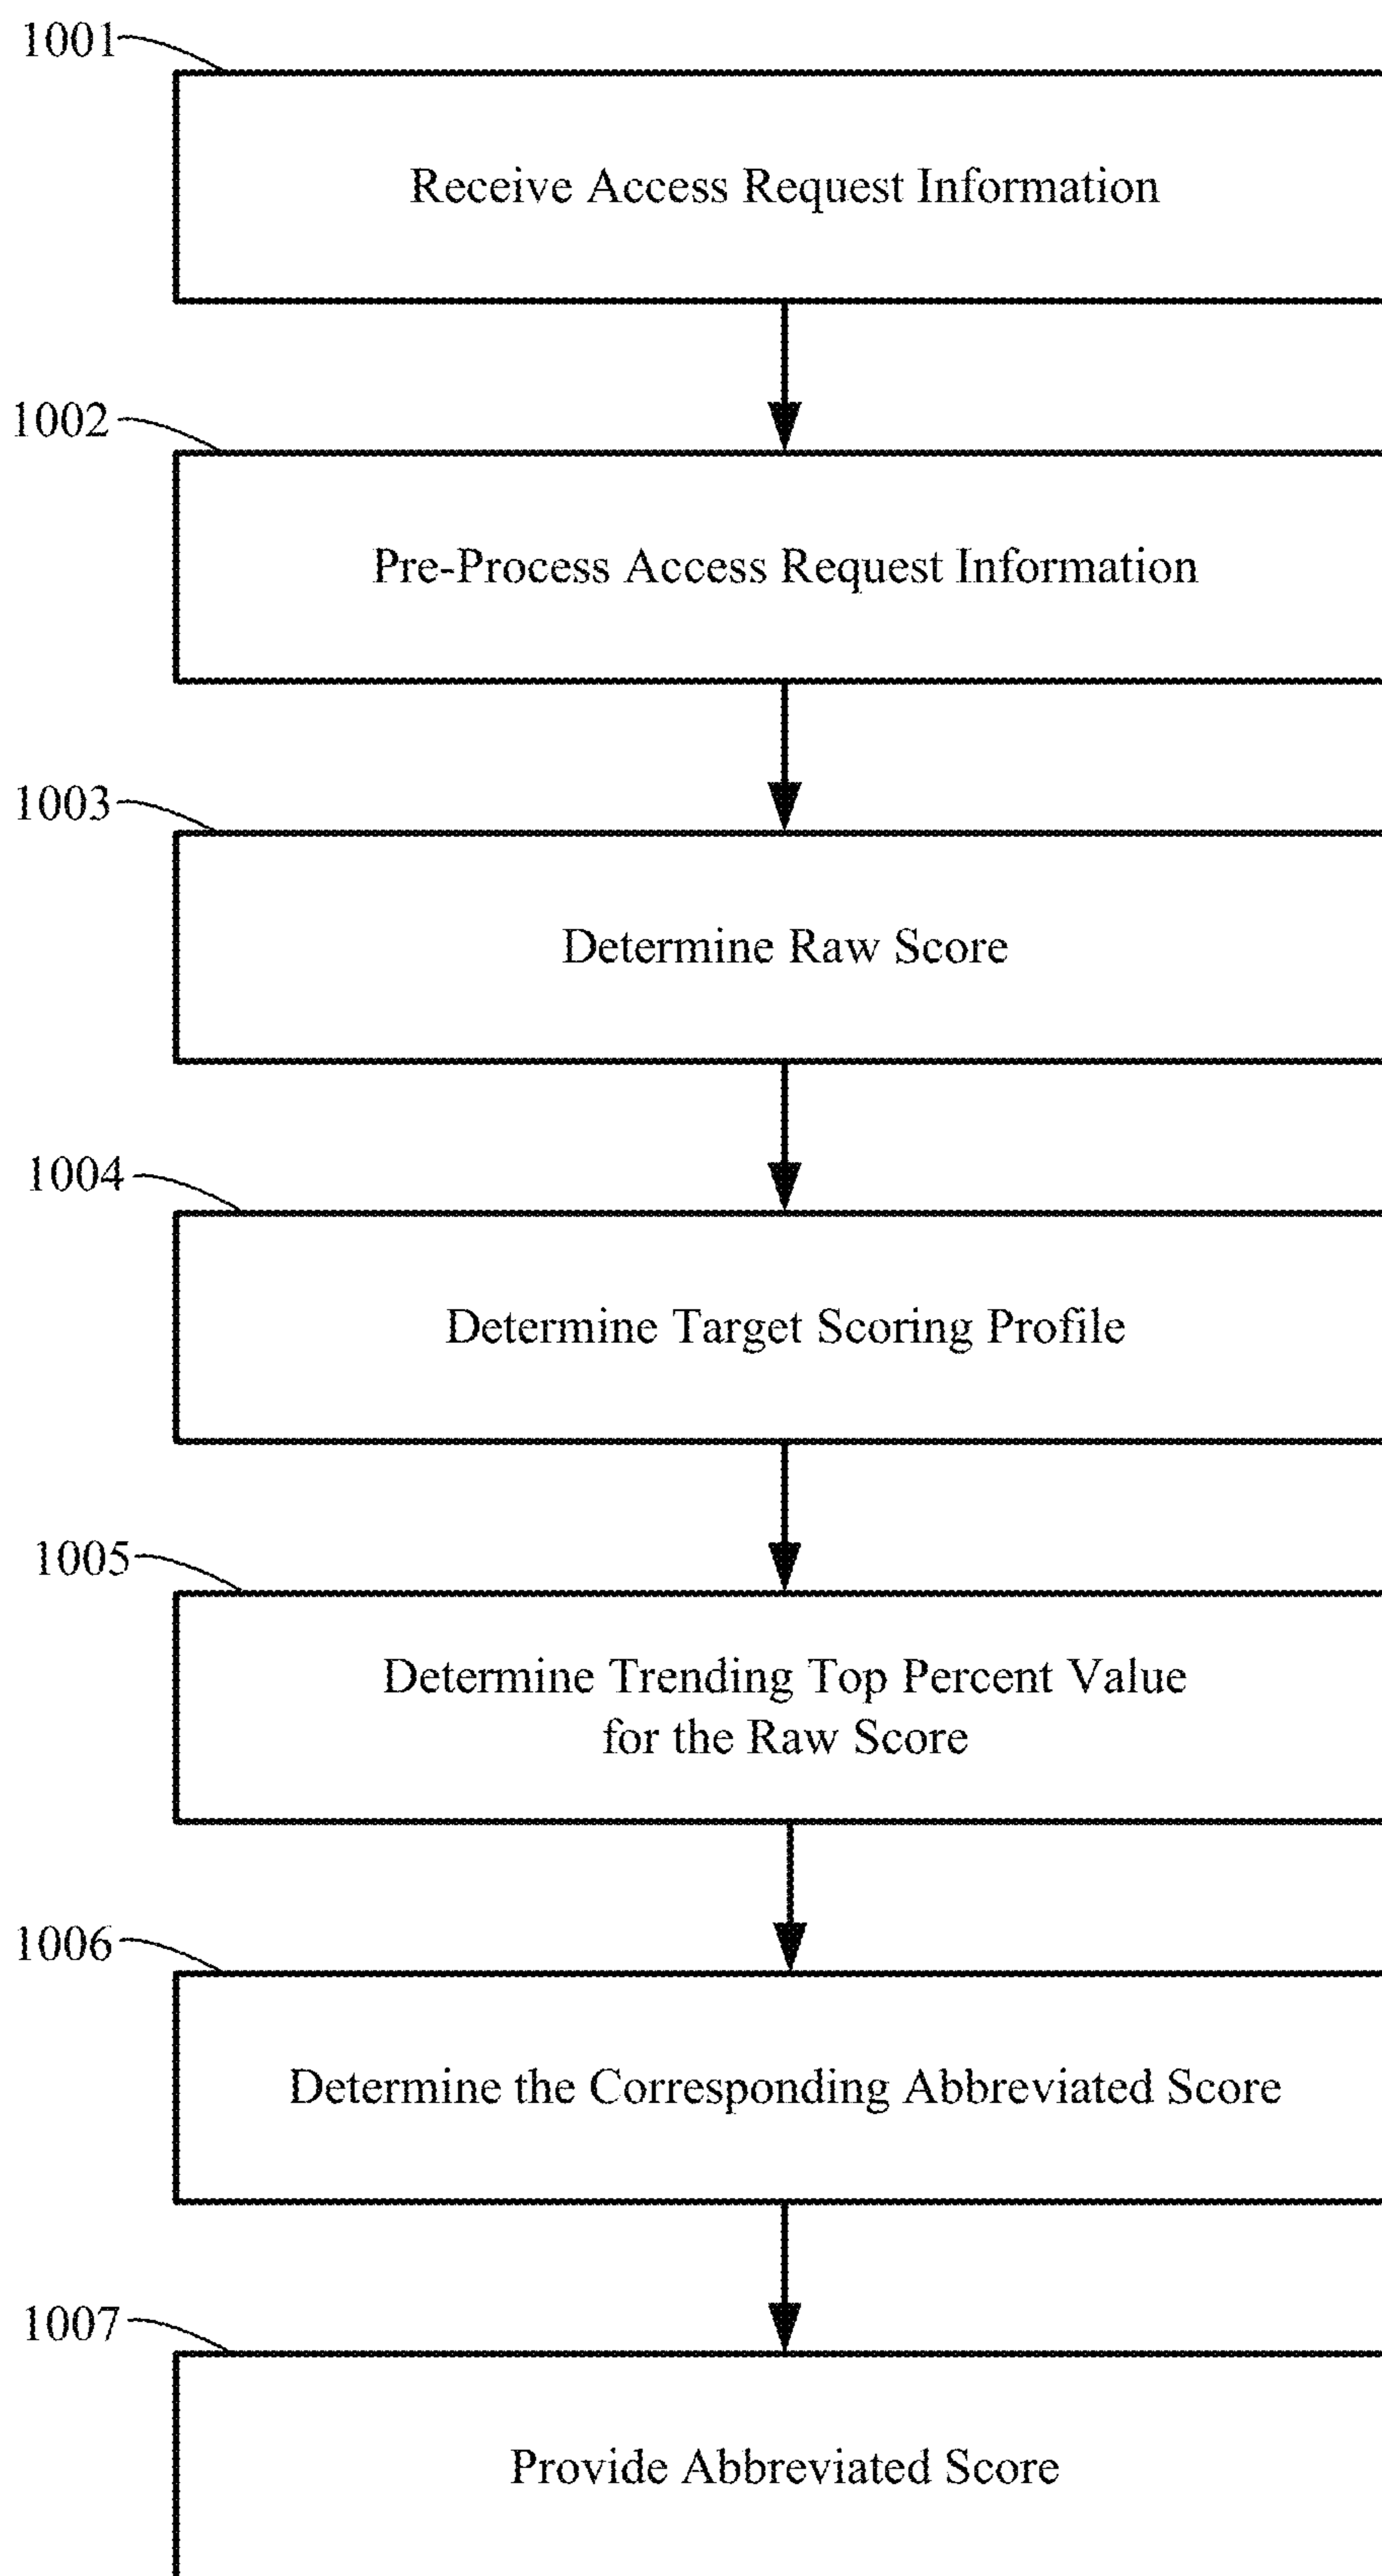 1001
Receive Access Request Information
1002
Pre-Process Access Request Information
1003
Determine Raw Score
1004
Determine Target Scoring Profile
1005
Determine Trending Top Percent Value
for the Raw Score
1006
Determine the Corresponding Abbreviated Score
1007
Provide Abbreviated Score